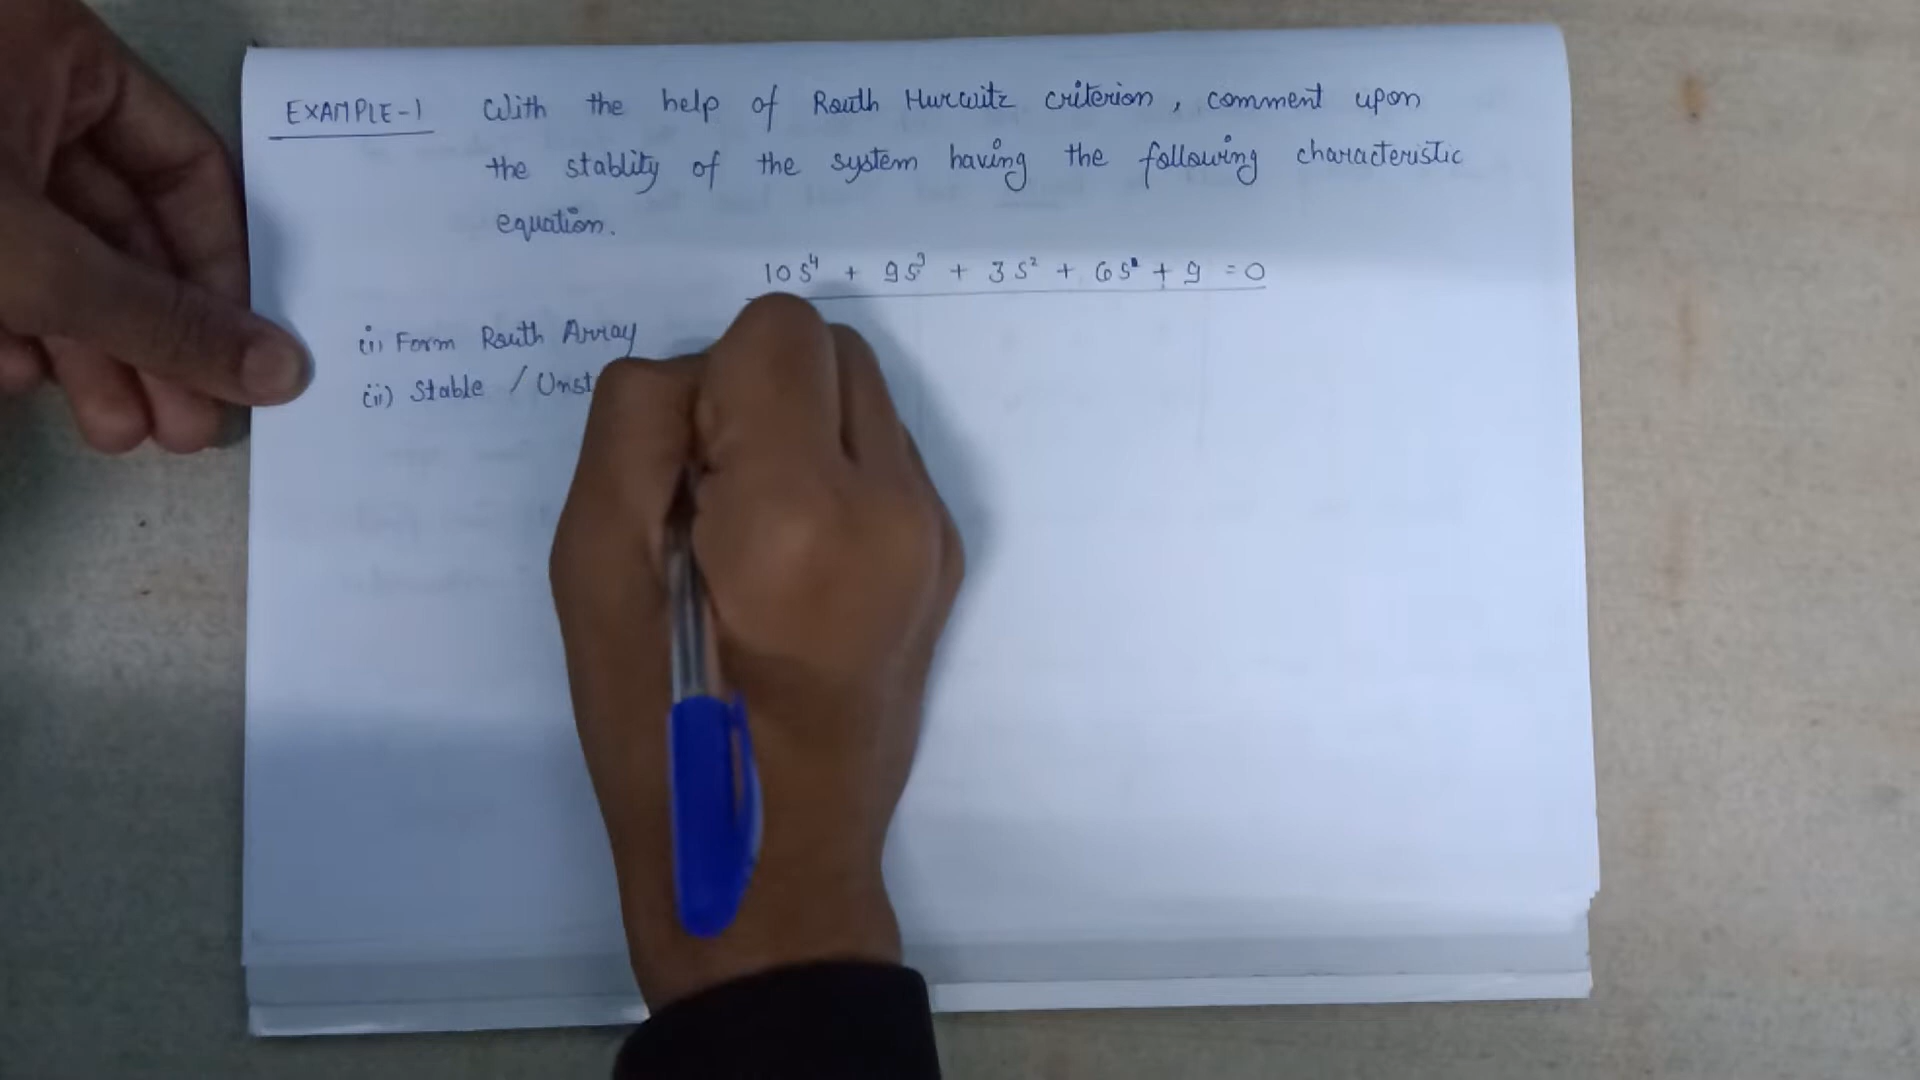 EXAMPLE-1 With the help of Routh Hurwitz criterion, comment upon
the stablity of the system having the following characteristic
equation.
10s⁴ + 9s³ + 3s² + 6s + 9 = 0
(i) Form Routh Array
(ii) Stable / Unst